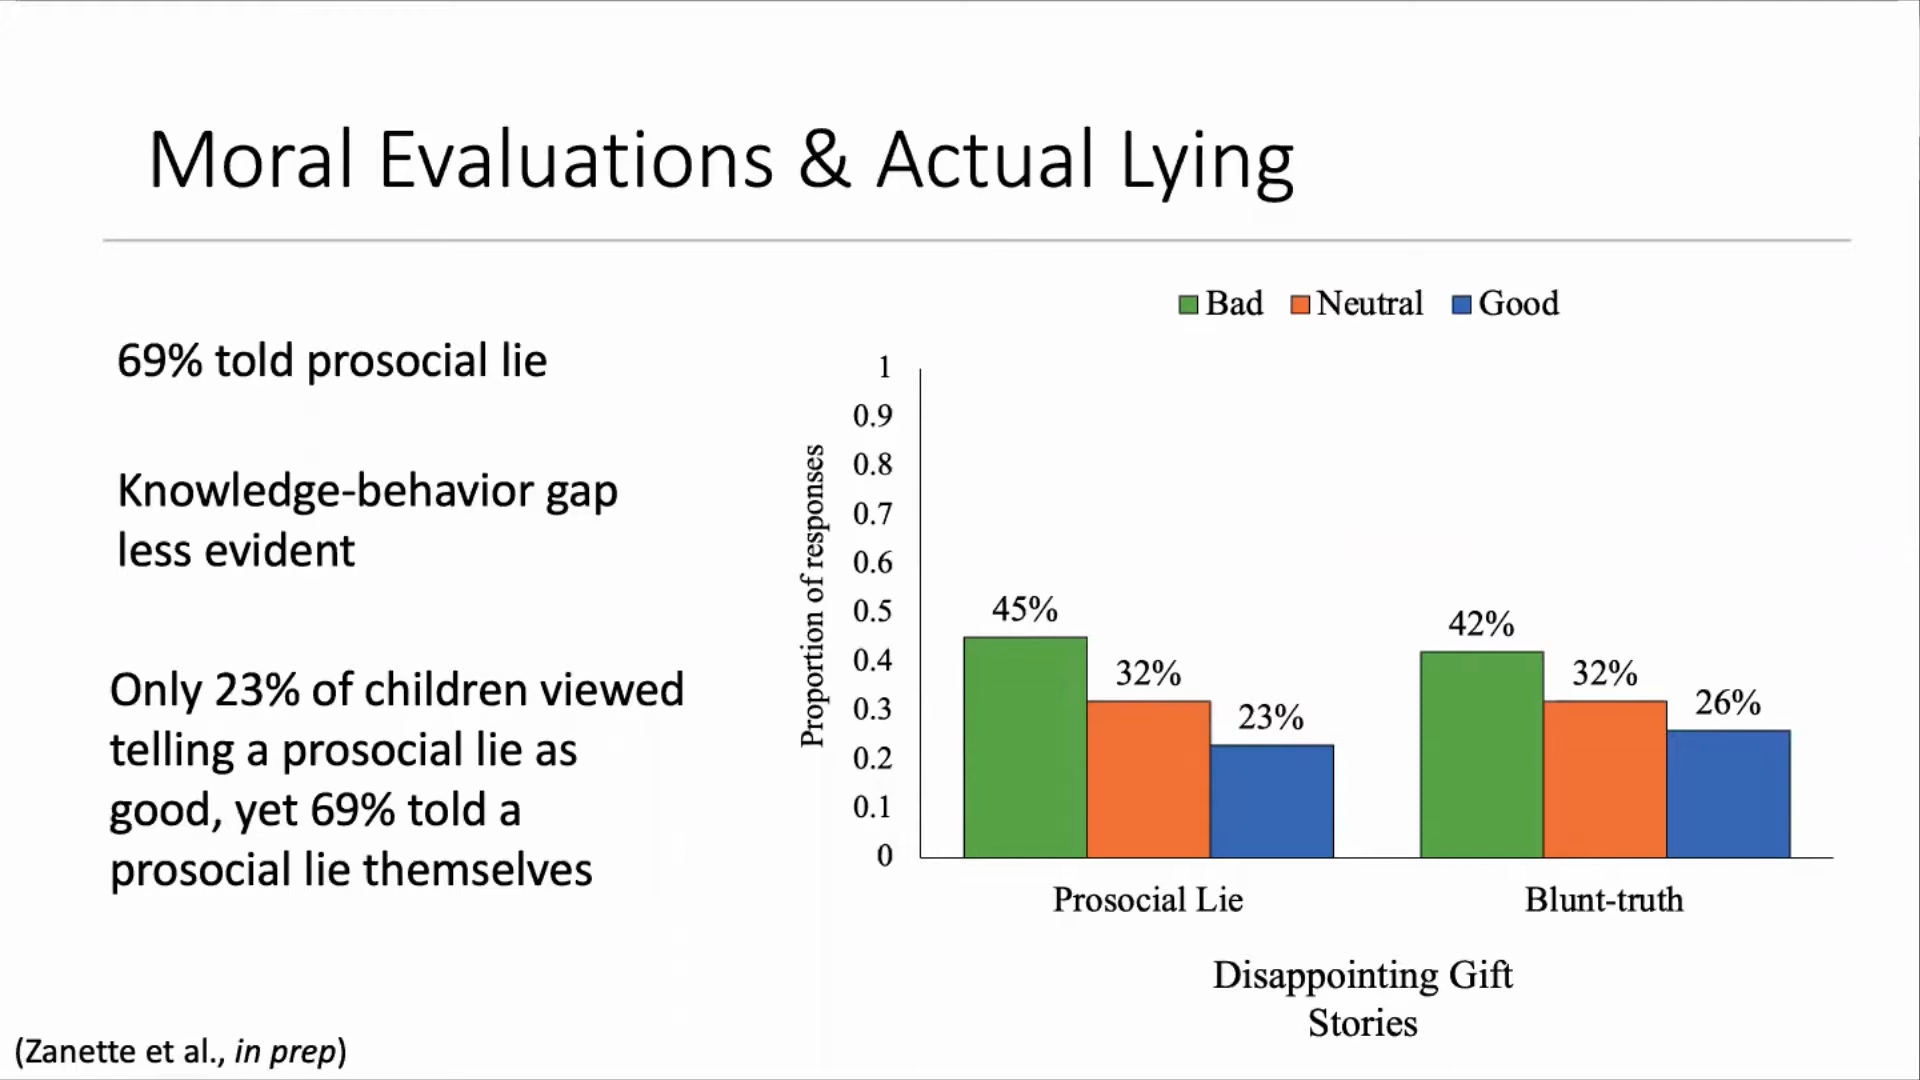 Moral Evaluations & Actual Lying
69% told prosocial lie
Knowledge-behavior gap
less evident
Only 23% of children viewed
telling a prosocial lie as
good, yet 69% told a
prosocial lie themselves
(Zanette et al., in prep)
Bad Neutral Good
Proportion of responses
1
0.9
0.8
0.7
0.6
0.5
0.4
0.3
0.2
0.1
0
45%
32%
23%
42%
32%
26%
Prosocial Lie
Blunt-truth
Disappointing Gift
Stories